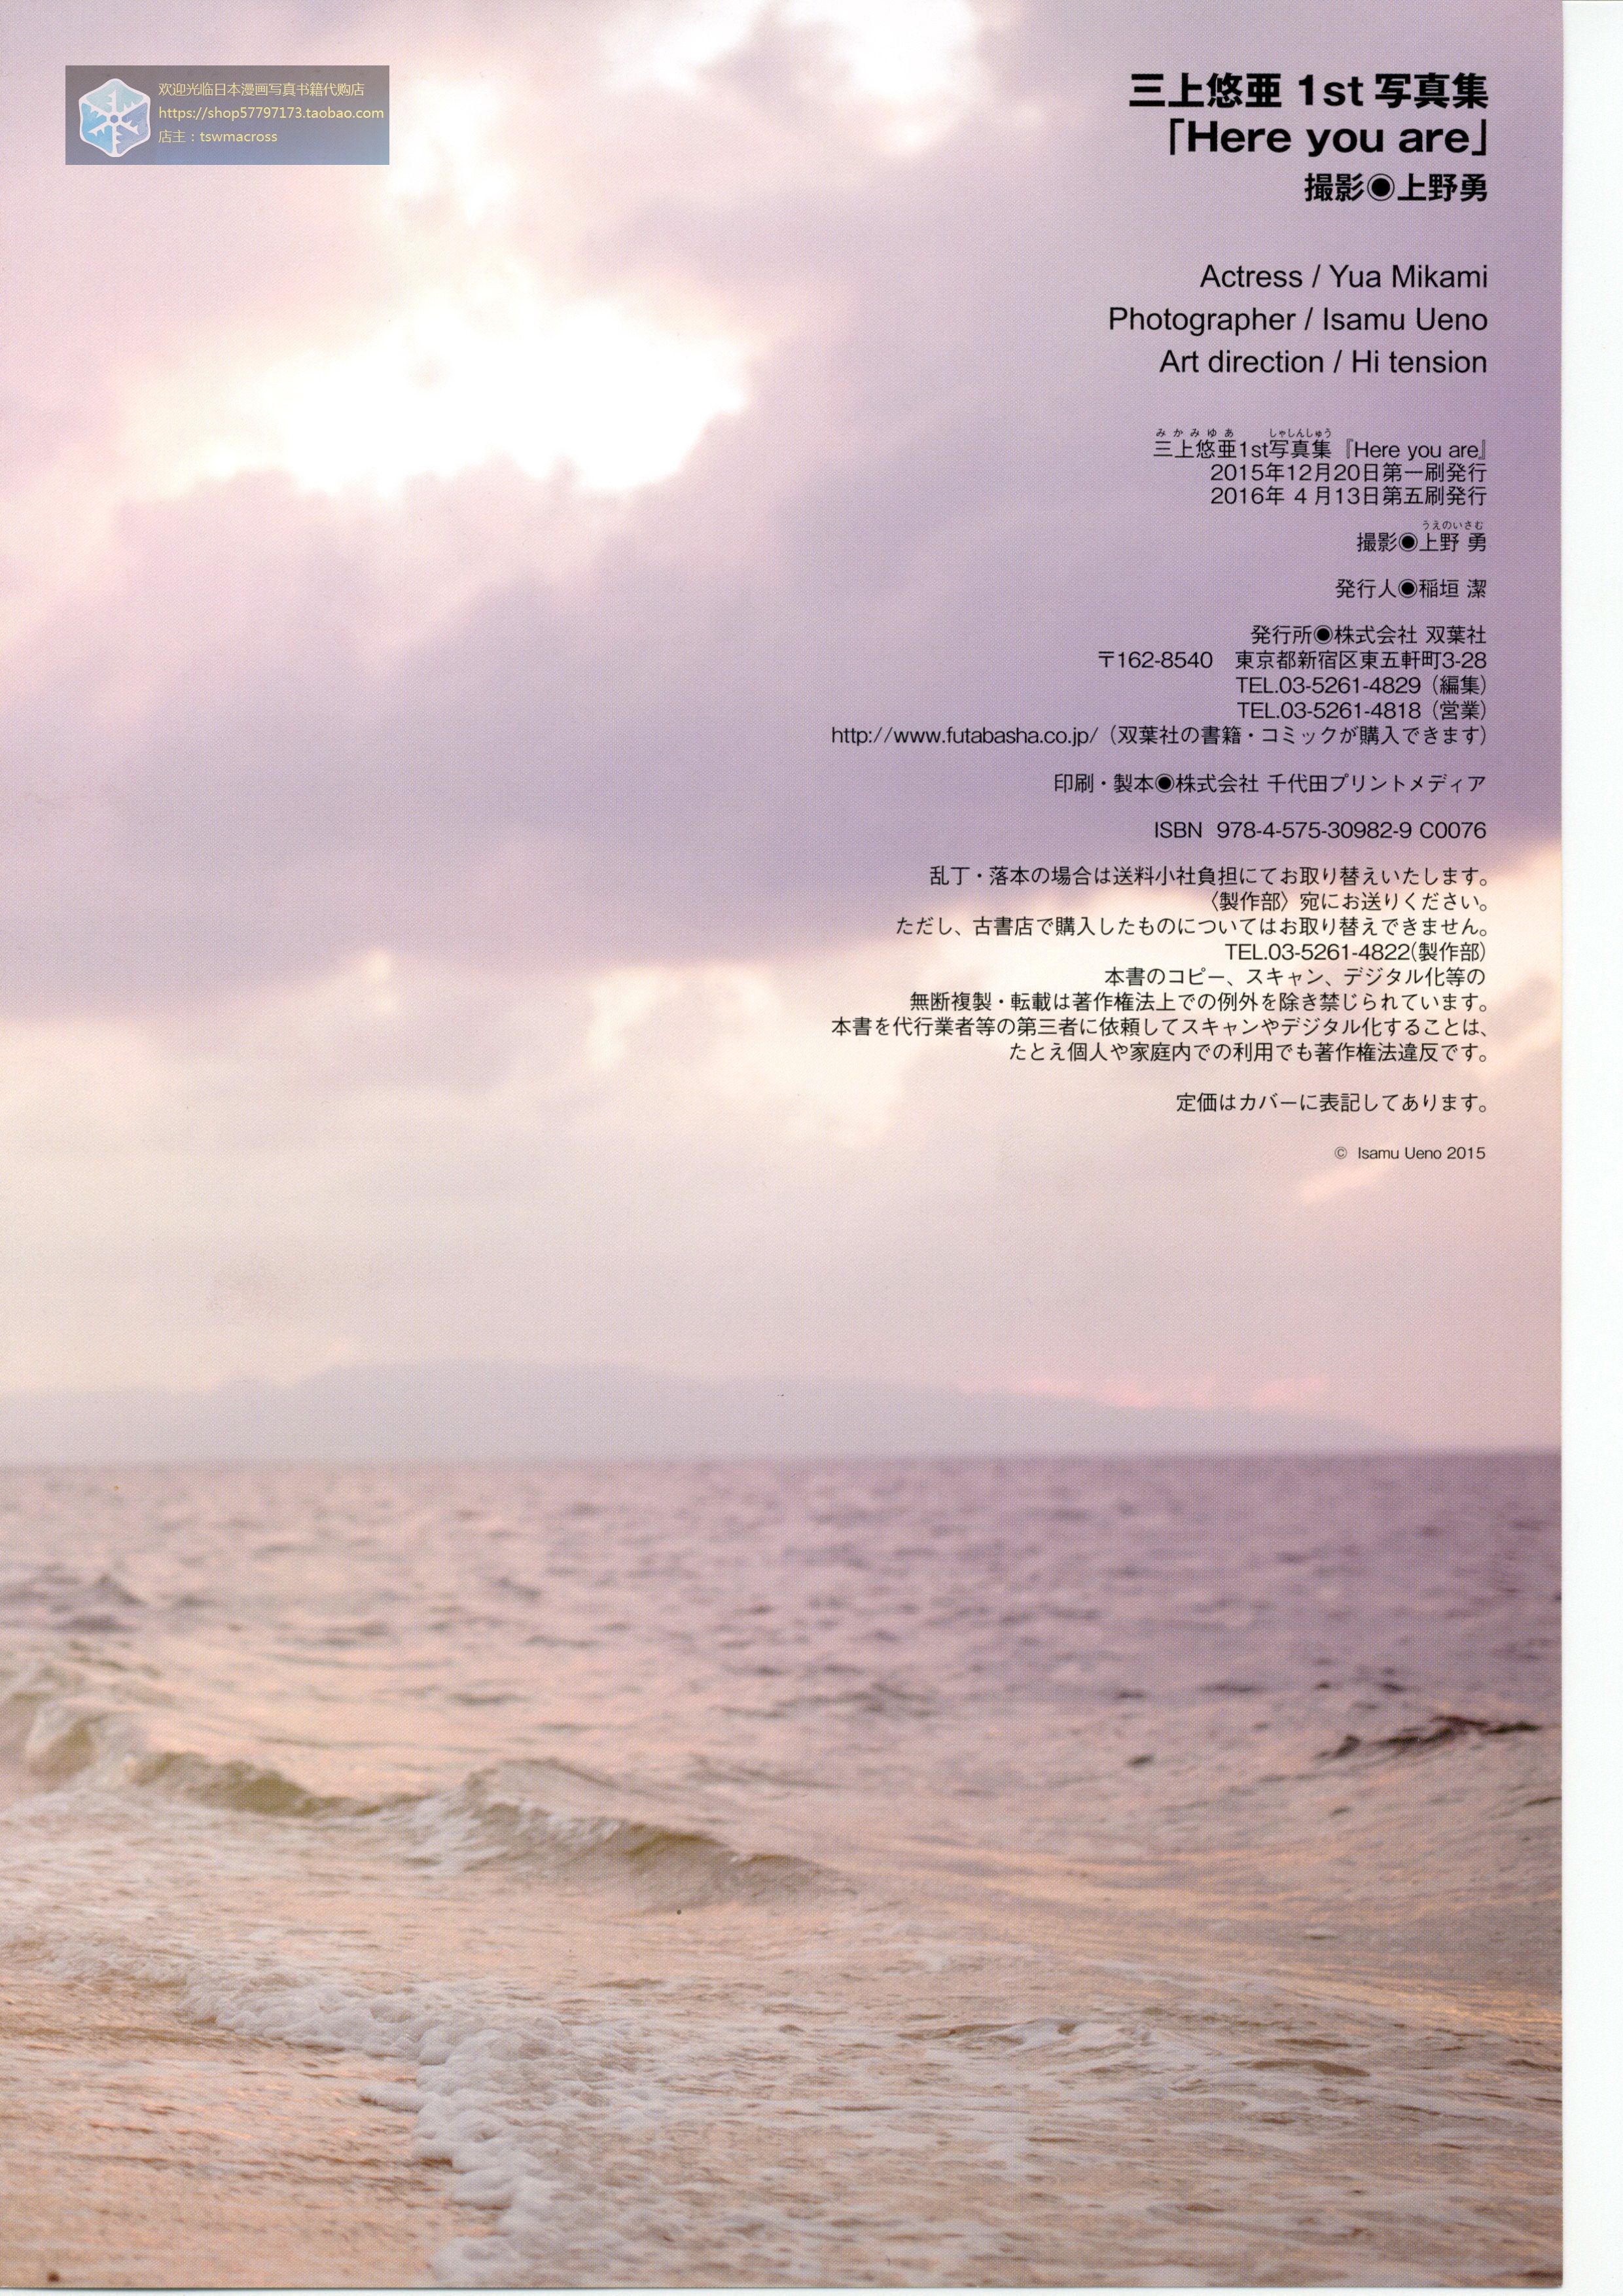 欢迎光临日本漫画写真书籍代购店
https://shop57797173.taobao.com
店主：tswmacross
三上悠亜 1st 写真集
「Here you are」
撮影◉上野勇
Actress / Yua Mikami
Photographer / Isamu Ueno
Art direction / Hi tension
みかみゆあ しゃしんしゅう
三上悠亜1st写真集『Here you are』
2015年12月20日第一刷発行
2016年 4 月13日第五刷発行
うえのいさむ
撮影◉上野 勇
発行人◉稲垣 潔
発行所◉株式会社 双葉社
〒162-8540　東京都新宿区東五軒町3-28
TEL.03-5261-4829（編集）
TEL.03-5261-4818（営業）
http://www.futabasha.co.jp/（双葉社の書籍・コミックが購入できます）
印刷・製本◉株式会社 千代田プリントメディア
ISBN 978-4-575-30982-9 C0076
乱丁・落本の場合は送料小社負担にてお取り替えいたします。
〈製作部〉宛にお送りください。
ただし、古書店で購入したものについてはお取り替えできません。
TEL.03-5261-4822(製作部)
本書のコピー、スキャン、デジタル化等の
無断複製・転載は著作権法上での例外を除き禁じられています。
本書を代行業者等の第三者に依頼してスキャンやデジタル化することは、
たとえ個人や家庭内での利用でも著作権法違反です。
定価はカバーに表記してあります。
© Isamu Ueno 2015